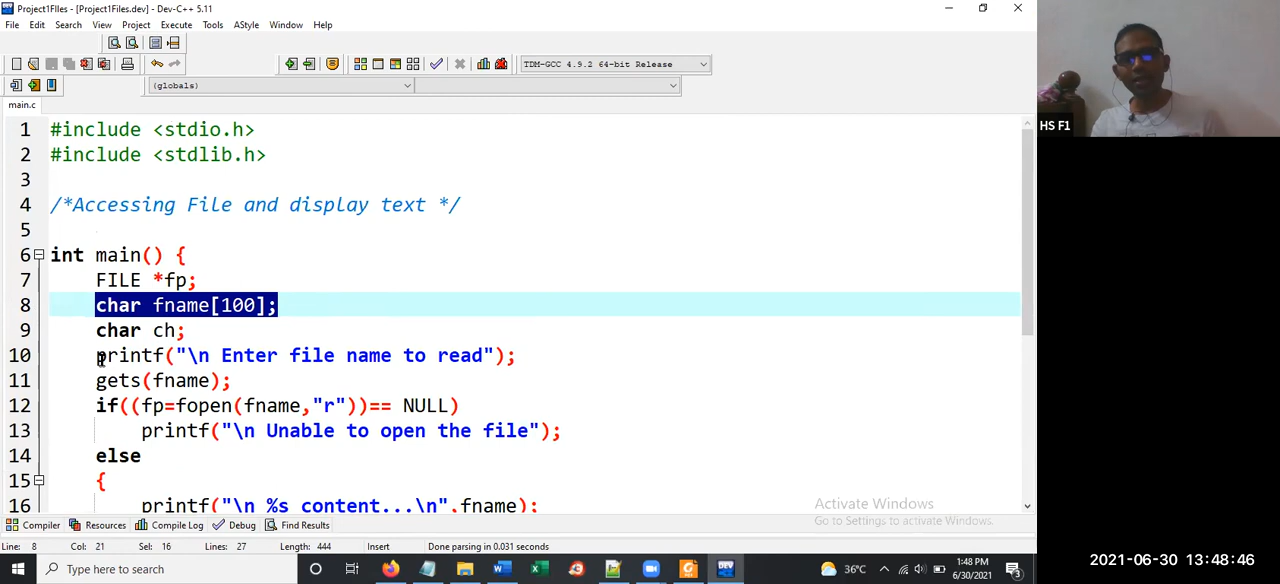 Project1FIles - [Project1Files.dev] - Dev-C++ 5.11
File Edit Search View Project Execute Tools AStyle Window Help
TDM-GCC 4.9.2 64-bit Release
(globals)
main.c
1 #include <stdio.h>
2 #include <stdlib.h>
3
4 /*Accessing File and display text */
5
6 int main() {
7 FILE *fp;
8 char fname[100];
9 char ch;
10 printf("\n Enter file name to read");
11 gets(fname);
12 if((fp=fopen(fname,"r"))== NULL)
13 printf("\n Unable to open the file");
14 else
15 {
16 printf("\n %s content...\n",fname);
HS F1
Activate Windows
Go to Settings to activate Windows.
Compiler Resources Compile Log Debug Find Results
Line: 8 Col: 21 Sel: 16 Lines: 27 Length: 444 Insert Done parsing in 0.031 seconds
Type here to search
DEV
36°C
1:48 PM
6/30/2021
3
2021-06-30 13:48:46